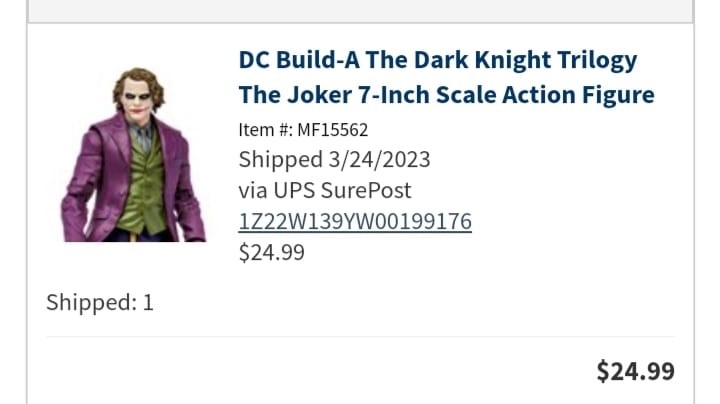 DC Build-A The Dark Knight Trilogy
The Joker 7-Inch Scale Action Figure
Item #: MF15562
Shipped 3/24/2023
via UPS SurePost
1Z22W139YW00199176
$24.99
Shipped: 1
$24.99